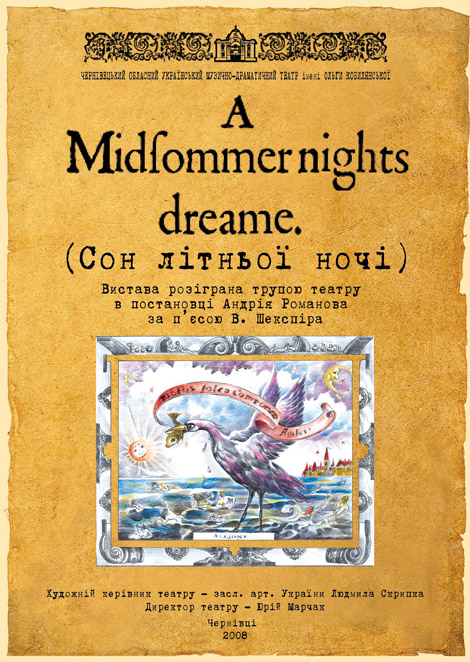 ЧЕРНІВЕЦЬКИЙ ОБЛАСНИЙ УКРАЇНСЬКИЙ МУЗИЧНО-ДРАМАТИЧНИЙ ТЕАТР імені ОЛЬГИ КОБИЛЯНСЬКОЇ
A
Midſommer nights
dreame.
(Сон літньої ночі)
Вистава розіграна трупою театру
в постановці Андрія Романова
за п'єсою В. Шекспіра
ALCJONE
Художній керівник театру – засл. арт. України Людмила Скрипка
Директор театру – Юрій Марчак
Чернівці
2008